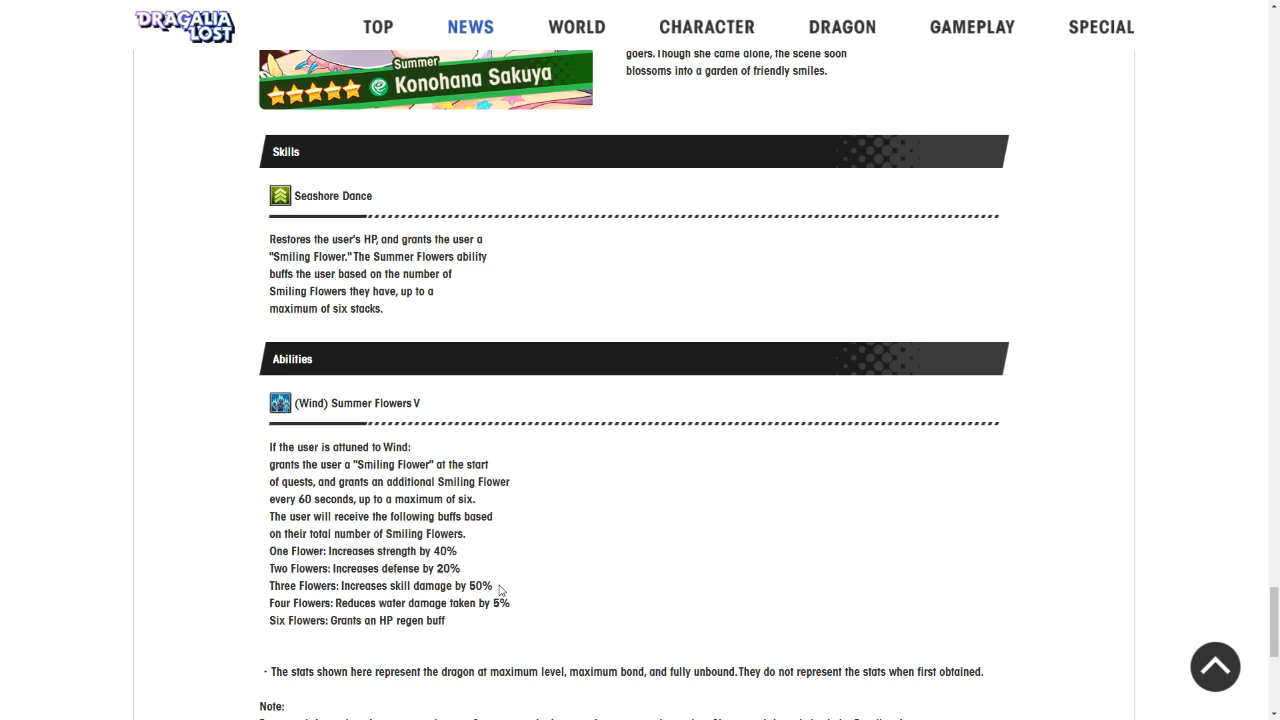 DRAGALIA LOST
TOP NEWS WORLD CHARACTER DRAGON GAMEPLAY SPECIAL
goers. Though she came alone, the scene soon
blossoms into a garden of friendly smiles.
Summer
Konohana Sakuya
Skills
Seashore Dance
Restores the user's HP, and grants the user a
"Smiling Flower." The Summer Flowers ability
buffs the user based on the number of
Smiling Flowers they have, up to a
maximum of six stacks.
Abilities
(Wind) Summer Flowers V
If the user is attuned to Wind:
grants the user a "Smiling Flower" at the start
of quests, and grants an additional Smiling Flower
every 60 seconds, up to a maximum of six.
The user will receive the following buffs based
on their total number of Smiling Flowers.
One Flower: Increases strength by 40%
Two Flowers: Increases defense by 20%
Three Flowers: Increases skill damage by 50%
Four Flowers: Reduces water damage taken by 5%
Six Flowers: Grants an HP regen buff
・The stats shown here represent the dragon at maximum level, maximum bond, and fully unbound. They do not represent the stats when first obtained.
Note: